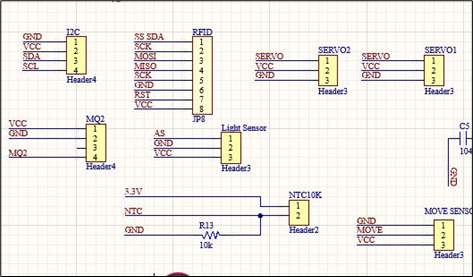 I2C
GND
VCC
SDA
SCL
1
2
3
4
Header4
RFID
SS SDA
SCK
MOSI
MISO
SCK
GND
RST
VCC
1
2
3
4
5
6
7
8
JP8
SERVO2
SERVO
VCC
GND
1
2
3
Header3
SERVO1
SERVO
VCC
GND
1
2
3
Header3
MQ2
VCC
GND
MQ2
1
2
3
4
Header4
Light Sensor
AS
GND
VCC
1
2
3
Header3
C5
104
GND
3.3V
NTC
GND
R13
10k
NTC10K
1
2
Header2
MOVE SENSO
GND
MOVE
VCC
1
2
3
Header3